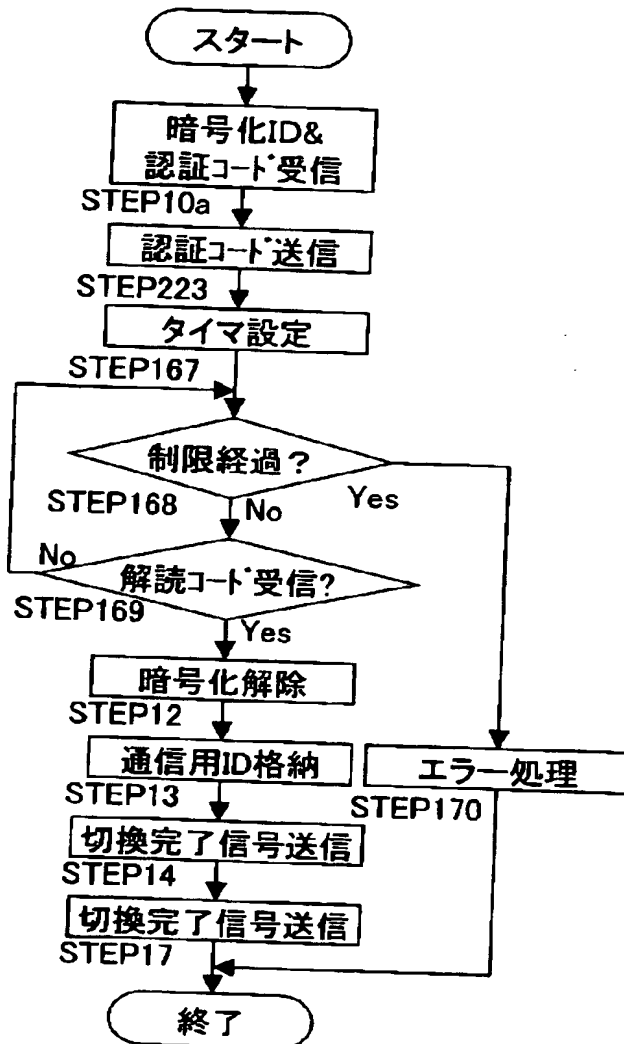 スタート
暗号化ID&
認証コード受信
STEP10a
認証コード送信
STEP223
タイマ設定
STEP167
制限経過？
STEP168
No
Yes
No
解読コード受信?
STEP169
Yes
暗号化解除
STEP12
通信用ID格納
STEP13
エラー処理
STEP170
切換完了信号送信
STEP14
切換完了信号送信
STEP17
終了